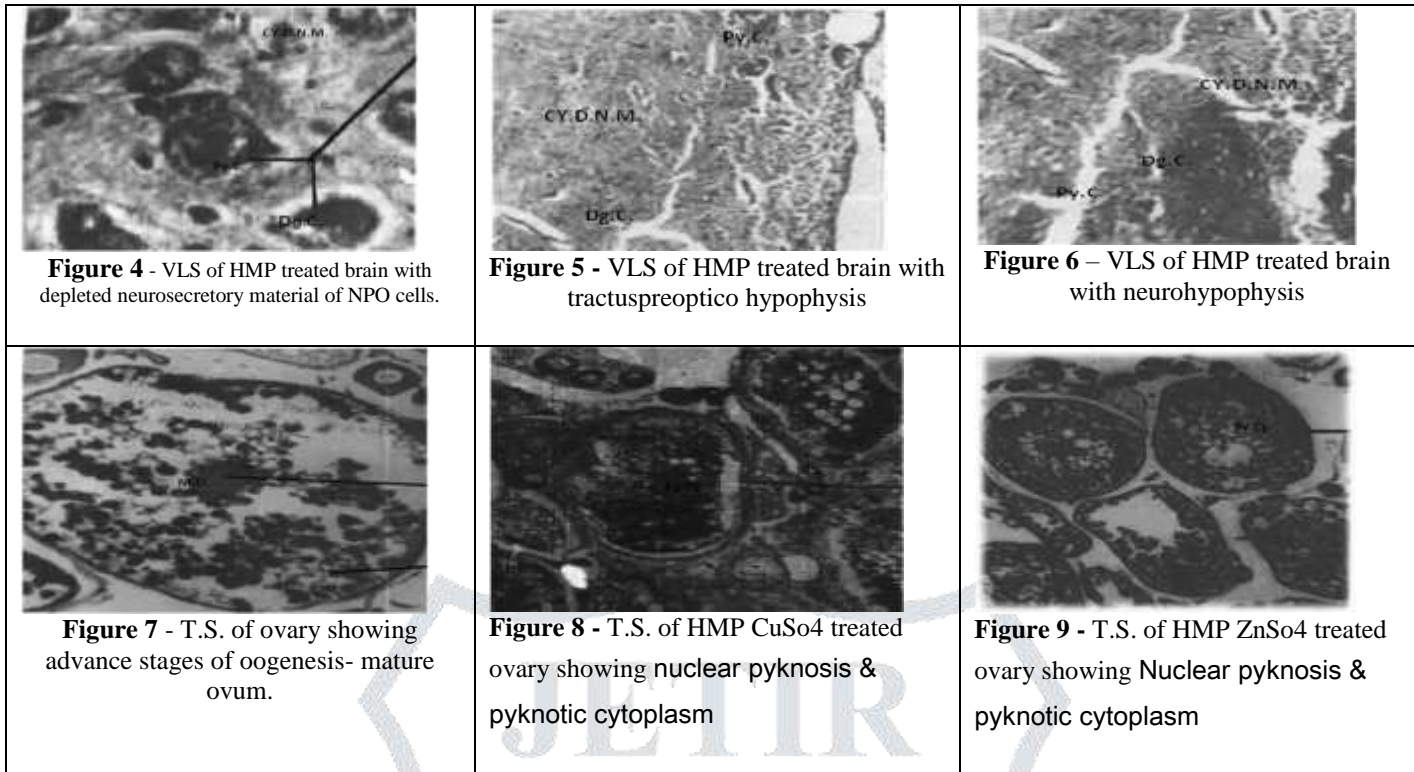 CY.D.N.M.
Py.C.
Dg.C.
Figure 4 - VLS of HMP treated brain with
depleted neurosecretory material of NPO cells.
Py.C.
CY.D.N.M.
Dg.C.
Figure 5 - VLS of HMP treated brain with
tractuspreoptico hypophysis
CY.D.N.M.
Dg.C
Py.C.
Figure 6 – VLS of HMP treated brain
with neurohypophysis
Figure 7 - T.S. of ovary showing
advance stages of oogenesis- mature
ovum.
Figure 8 - T.S. of HMP CuSo4 treated
ovary showing nuclear pyknosis &
pyknotic cytoplasm
Figure 9 - T.S. of HMP ZnSo4 treated
ovary showing Nuclear pyknosis &
pyknotic cytoplasm
JETIR